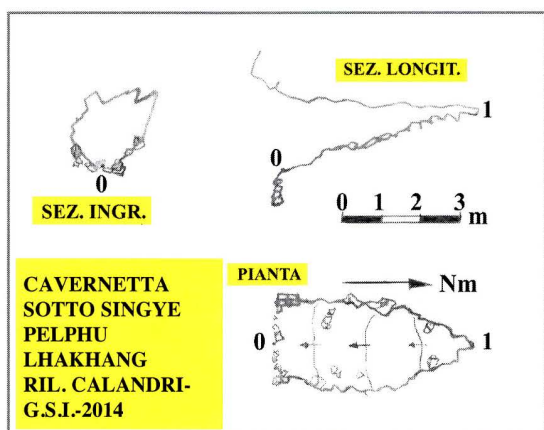 SEZ. LONGIT.
1
0
0
SEZ. INGR.
0 1 2 3
m
PIANTA
Nm
0
1
CAVERNETTA
SOTTO SINGYE
PELPHU
LHAKHANG
RIL. CALANDRI-
G.S.I.-2014